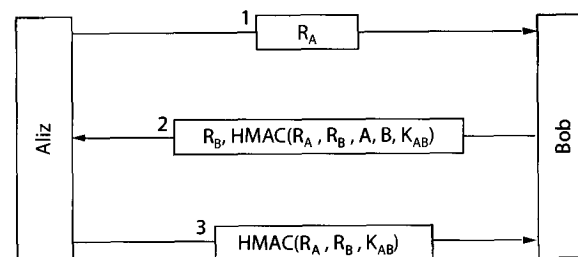 Aliz
Bob
1
R_A
2
R_B, HMAC(R_A, R_B, A, B, K_AB)
3
HMAC(R_A, R_B, K_AB)